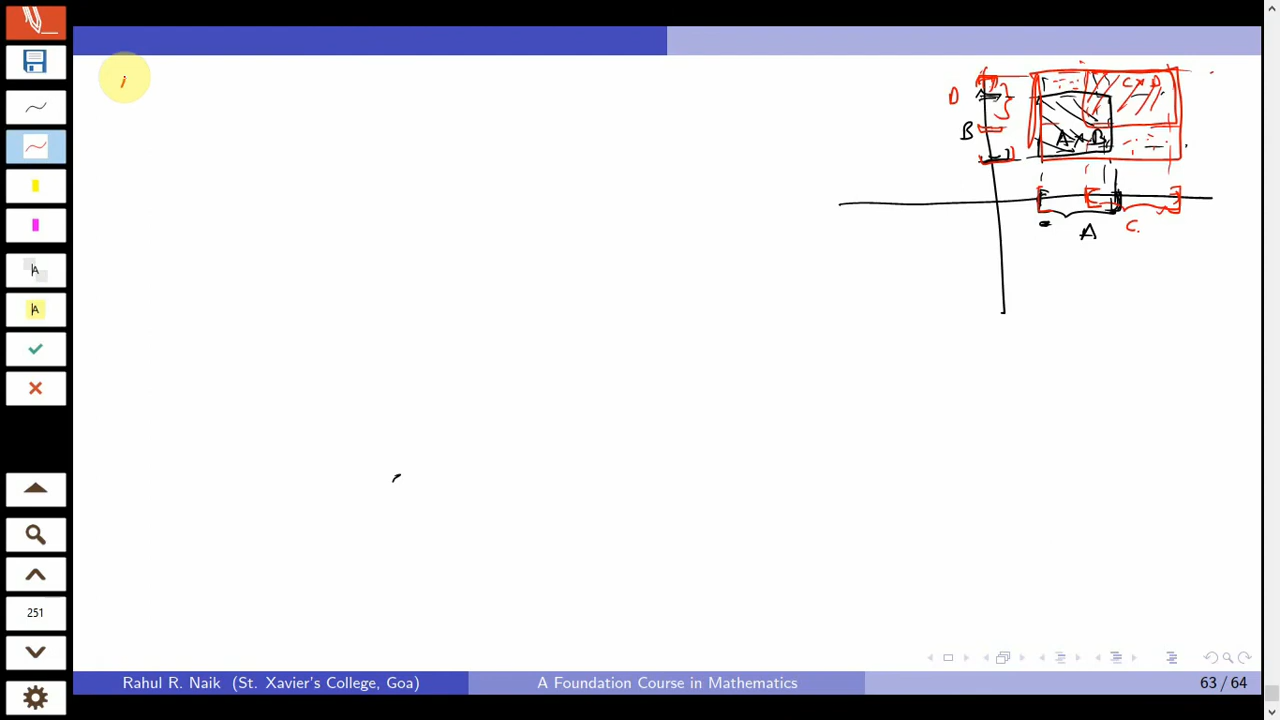 i
D
C × D
B
A × B
A
C.
A
A
251
Rahul R. Naik (St. Xavier's College, Goa)
A Foundation Course in Mathematics
63 / 64